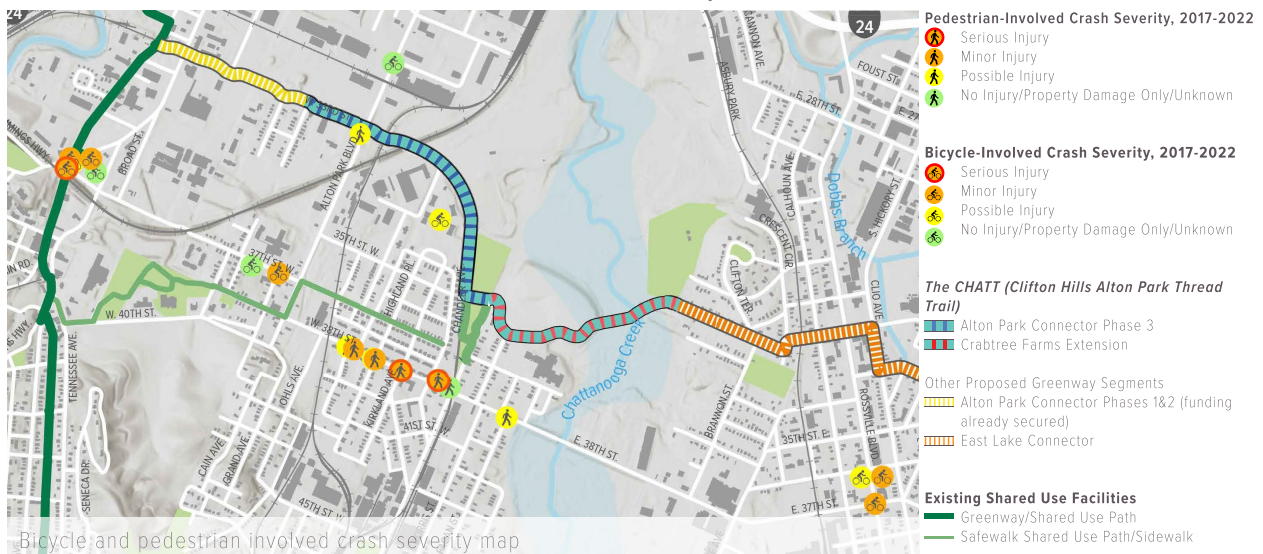 24
24
ASBURY PARK
FOUST ST.
E. 28TH ST.
BROAD ST.
ALTON PARK BLVD.
CALHOUN AVE.
Dobbs Branch
S. HICKORY ST.
CRESCENT CIR.
CLIFTON TER.
35TH ST. W.
37TH ST. W.
HIGHLAND
W. 40TH ST.
W. 38TH ST.
TENNESSEE AVE.
KIRKLAND AVE.
41ST ST. W.
Chattanooga Creek
CLIO AVE.
BRANNON ST.
ROSSVILLE BLVD.
35TH ST. E.
E. 38TH ST.
E. 37TH ST.
CAIN AVE.
GRAND AVE.
SENECA DR.
45TH ST. W.
Bicycle and pedestrian involved crash severity map
Pedestrian-Involved Crash Severity, 2017-2022
Serious Injury
Minor Injury
Possible Injury
No Injury/Property Damage Only/Unknown
Bicycle-Involved Crash Severity, 2017-2022
Serious Injury
Minor Injury
Possible Injury
No Injury/Property Damage Only/Unknown
The CHATT (Clifton Hills Alton Park Thread
Trail)
Alton Park Connector Phase 3
Crabtree Farms Extension
Other Proposed Greenway Segments
Alton Park Connector Phases 1&2 (funding
already secured)
East Lake Connector
Existing Shared Use Facilities
Greenway/Shared Use Path
Safewalk Shared Use Path/Sidewalk